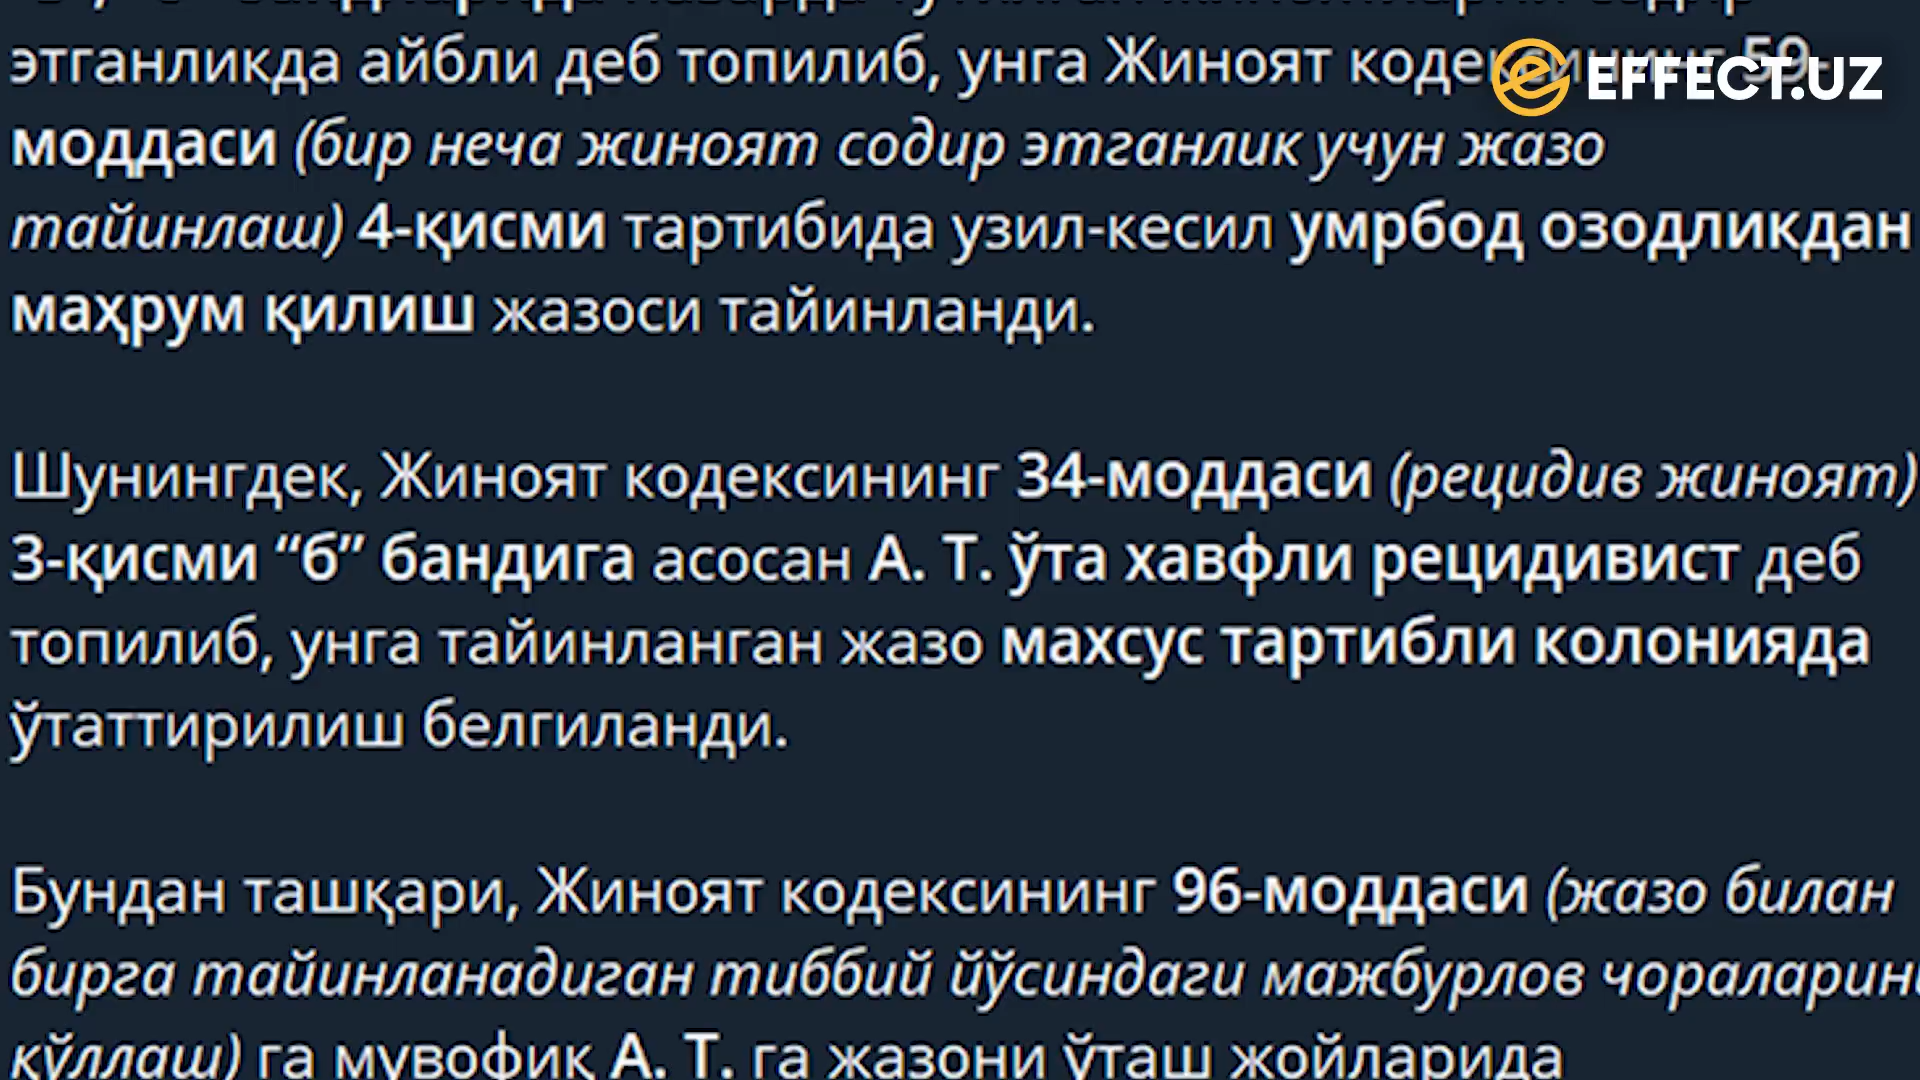 этганликда айбли деб топилиб, унга Жиноят кодексининг 59-
EFFECT.UZ
моддаси (бир неча жиноят содир этганлик учун жазо
тайинлаш) 4-қисми тартибида узил-кесил умрбод озодликдан
маҳрум қилиш жазоси тайинланди.
Шунингдек, Жиноят кодексининг 34-моддаси (рецидив жиноят)
3-қисми “б” бандига асосан А. Т. ўта хавфли рецидивист деб
топилиб, унга тайинланган жазо махсус тартибли колонияда
ўтаттирилиш белгиланди.
Бундан ташқари, Жиноят кодексининг 96-моддаси (жазо билан
бирга тайинланадиган тиббий йўсиндаги мажбурлов чораларини
қўллаш) га мувофиқ А. Т. га жазони ўташ жойларида